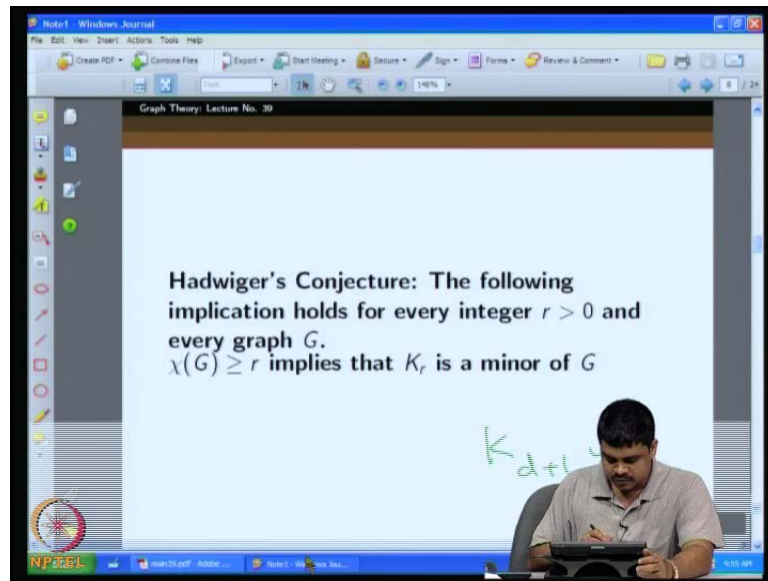 Note1 - Windows Journal
File Edit View Insert Actions Tools Help
Create PDF Combine Files Export Start Meeting Secure Sign Forms Review & Comment
148% 8 / 24
Graph Theory: Lecture No. 39
Hadwiger's Conjecture: The following
implication holds for every integer r > 0 and
every graph G.
χ(G) ≥ r implies that K_r is a minor of G
K_{d+1}
NPTEL main39.pdf - Adobe ... Note1 - Windows Jou... 9:55 AM